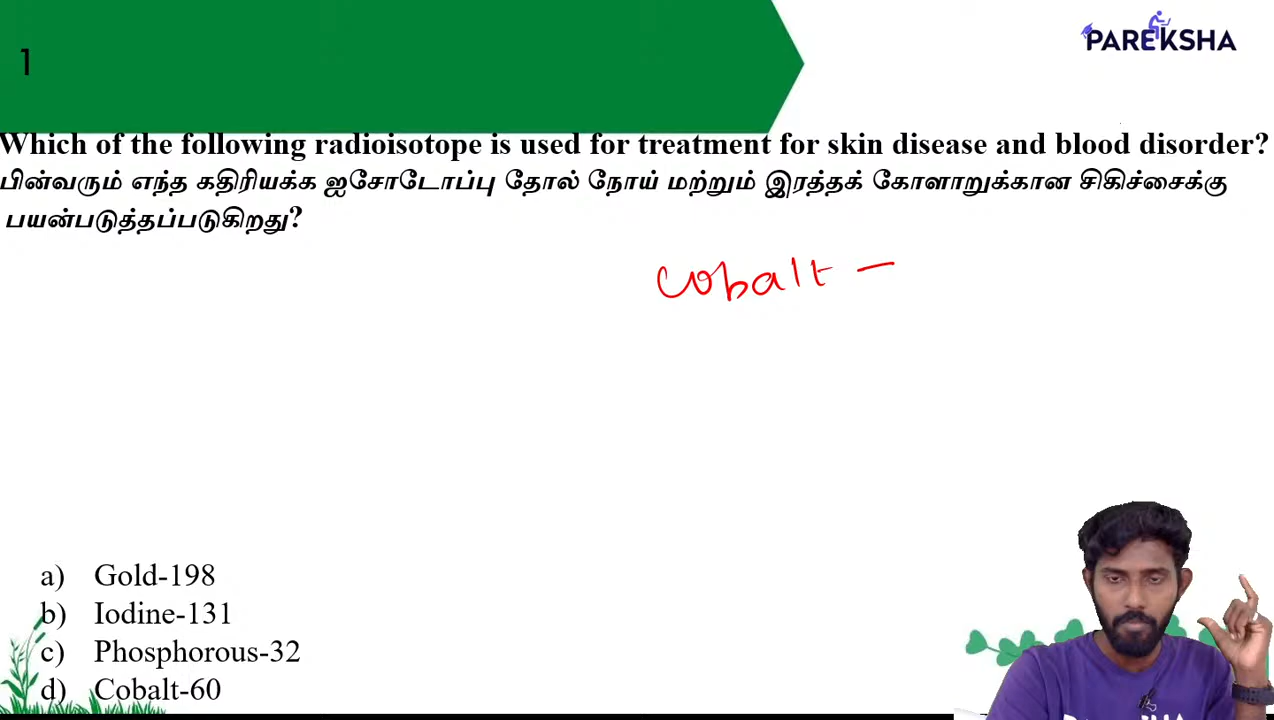 1
PAREKSHA
Which of the following radioisotope is used for treatment for skin disease and blood disorder?
பின்வரும் எந்த கதிரியக்க ஐசோடோப்பு தோல் நோய் மற்றும் இரத்தக் கோளாறுக்கான சிகிச்சைக்கு
பயன்படுத்தப்படுகிறது?
Cobalt –
a) Gold-198
b) Iodine-131
c) Phosphorous-32
d) Cobalt-60
PAREKSHA